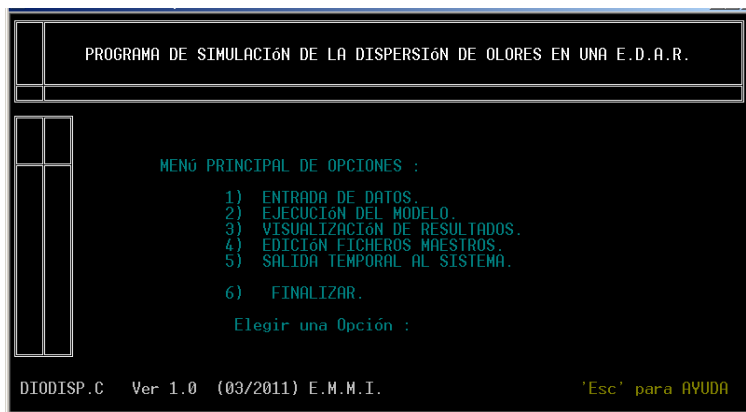 PROGRAMA DE SIMULACIóN DE LA DISPERSIóN DE OLORES EN UNA E.D.A.R.
MENú PRINCIPAL DE OPCIONES :
1) ENTRADA DE DATOS.
2) EJECUCIóN DEL MODELO.
3) VISUALIZACIóN DE RESULTADOS.
4) EDICIóN FICHEROS MAESTROS.
5) SALIDA TEMPORAL AL SISTEMA.
6) FINALIZAR.
Elegir una Opción :
DIODISP.C Ver 1.0 (03/2011) E.M.M.I. 'Esc' para AYUDA